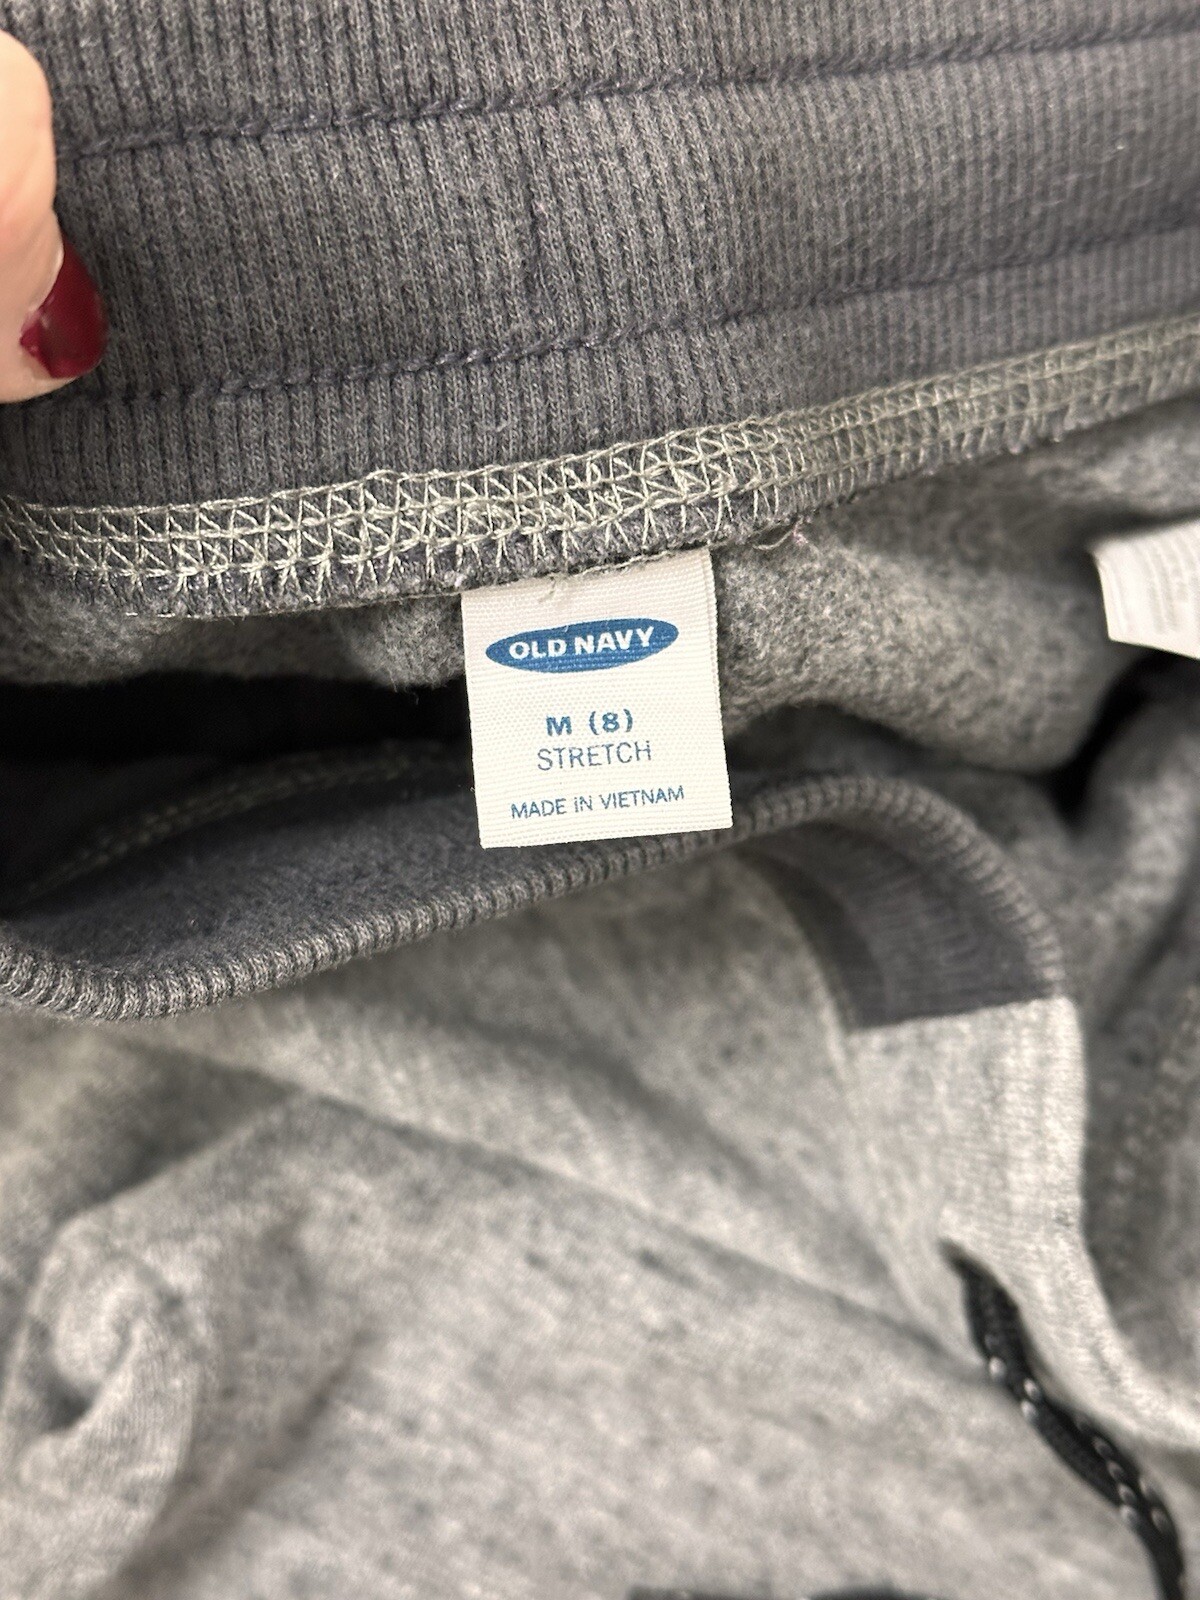 OLD NAVY
M (8)
STRETCH
MADE IN VIETNAM